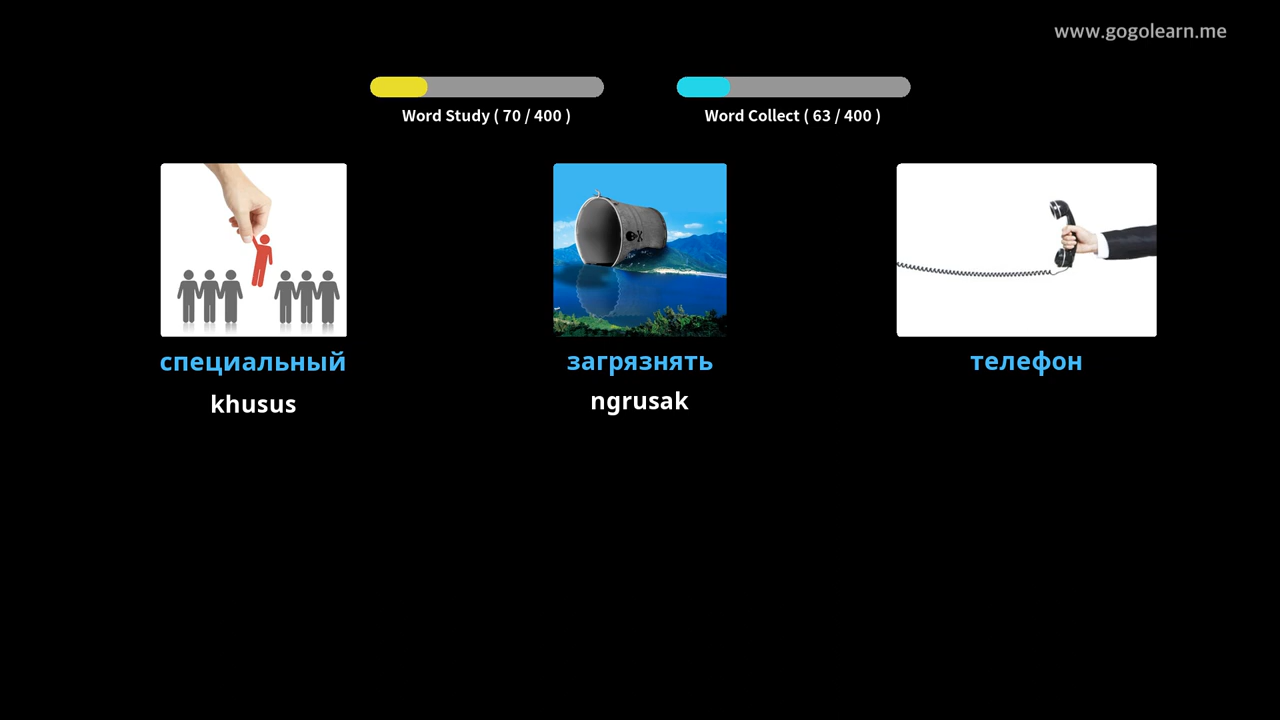 www.gogolearn.me
Word Study ( 70 / 400 )
Word Collect ( 63 / 400 )
специальный
загрязнять
телефон
khusus
ngrusak